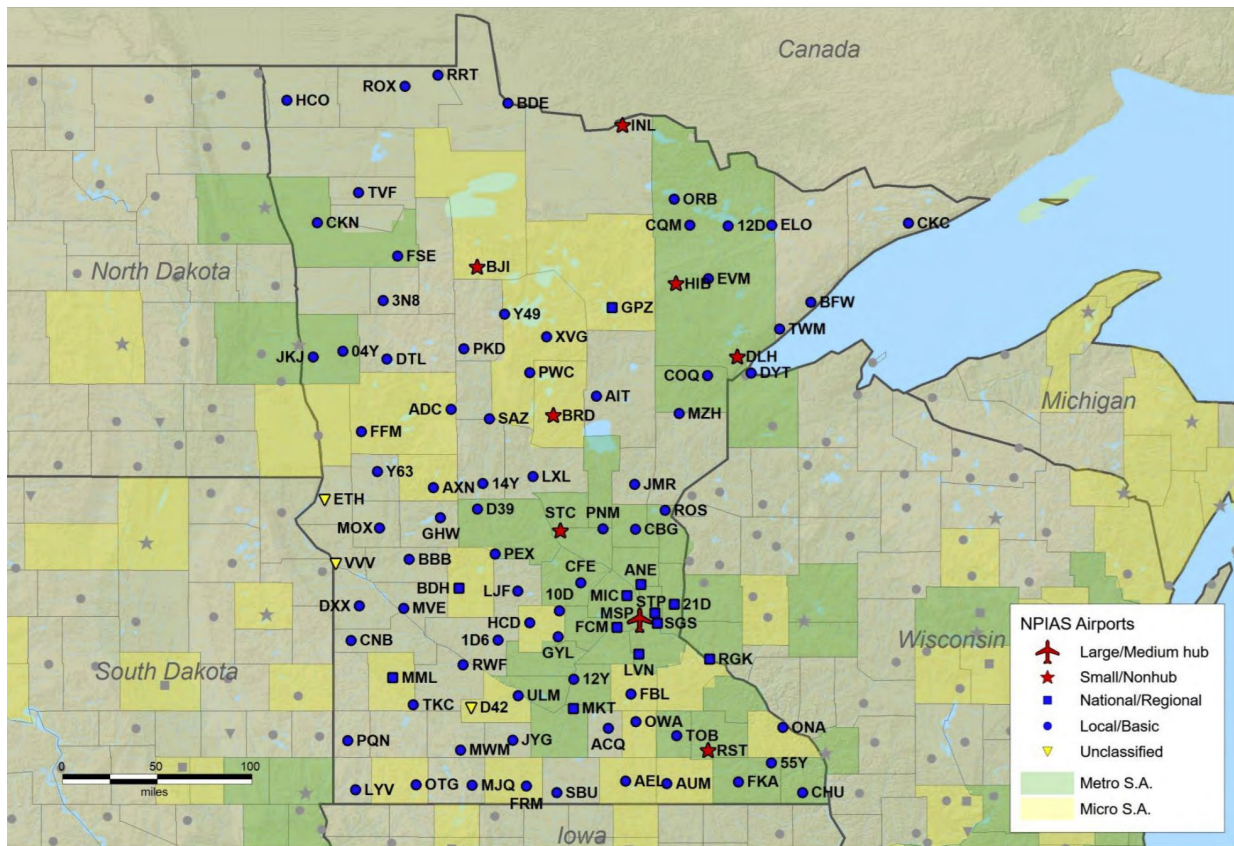 Canada
RRT
ROX
HCO
BDE
INL
TVF
ORB
CKN
CQM
12D
ELO
CKC
FSE
North Dakota
BJI
EVM
HIB
3N8
BFW
GPZ
Y49
TWM
XVG
04Y
PKD
JKJ
DTL
DLH
PWC
COQ
DYT
AIT
Michigan
ADC
BRD
MZH
SAZ
FFM
Y63
LXL
14Y
AXN
JMR
ETH
D39
ROS
STC
PNM
MOX
GHW
CBG
PEX
BBB
VVV
CFE
ANE
BDH
LJF
10D
MIC
STP
21D
DXX
MVE
MSP
HCD
FCM
SGS
CNB
1D6
GYL
Wisconsin
LVN
RGK
RWF
South Dakota
MML
12Y
ULM
FBL
TKC
D42
MKT
OWA
ONA
ACQ
TOB
PQN
JYG
MWM
RST
55Y
OTG
MJQ
AEL
AUM
FKA
LYV
FRM
SBU
CHU
Iowa
0 50 100
miles
NPIAS Airports
Large/Medium hub
Small/Nonhub
National/Regional
Local/Basic
Unclassified
Metro S.A.
Micro S.A.